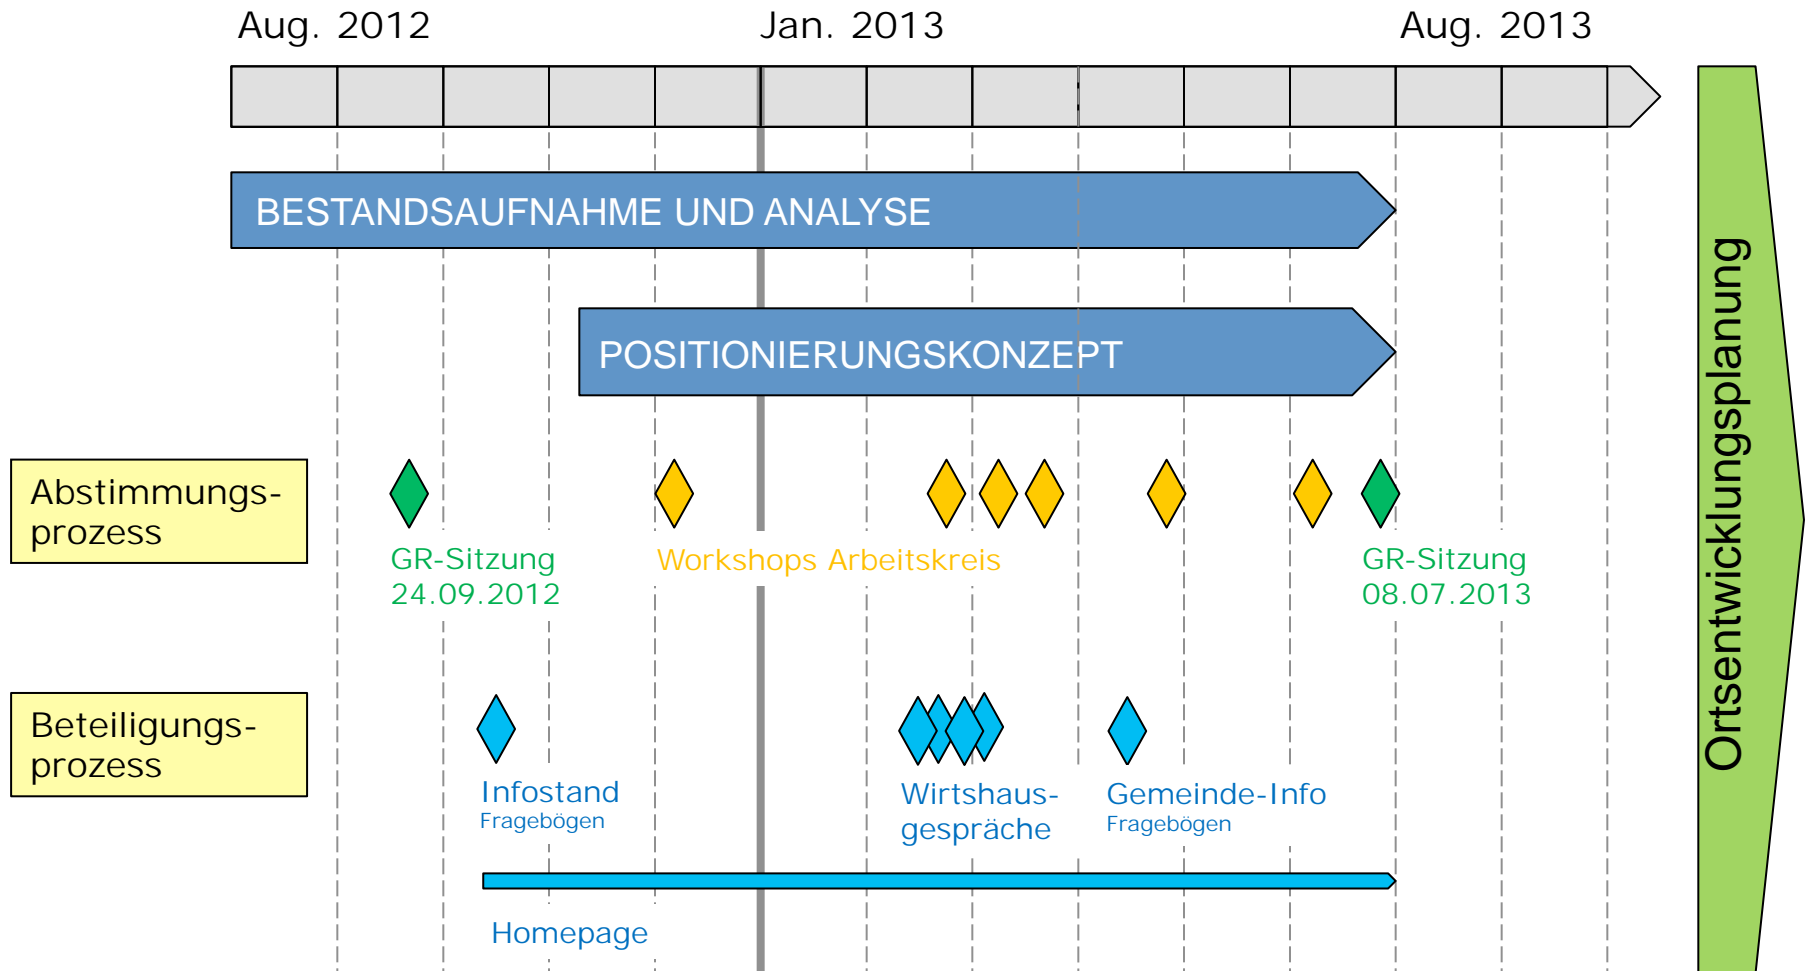 Aug. 2012
Jan. 2013
Aug. 2013
BESTANDSAUFNAHME UND ANALYSE
POSITIONIERUNGSKONZEPT
Abstimmungs-
prozess
GR-Sitzung
24.09.2012
Workshops Arbeitskreis
GR-Sitzung
08.07.2013
Beteiligungs-
prozess
Infostand
Fragebögen
Wirtshaus-
gespräche
Gemeinde-Info
Fragebögen
Homepage
Ortsentwicklungsplanung